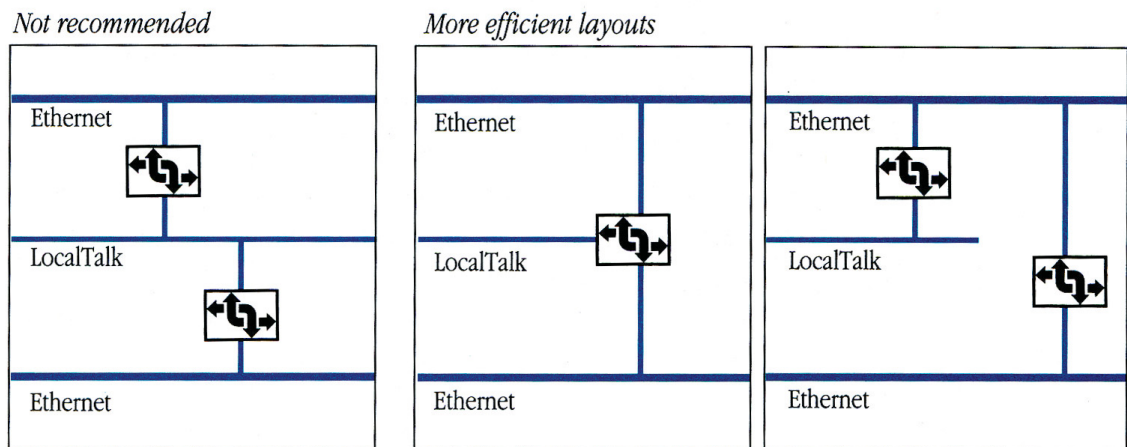 Not recommended
More efficient layouts
Ethernet
LocalTalk
Ethernet
Ethernet
LocalTalk
Ethernet
Ethernet
LocalTalk
Ethernet